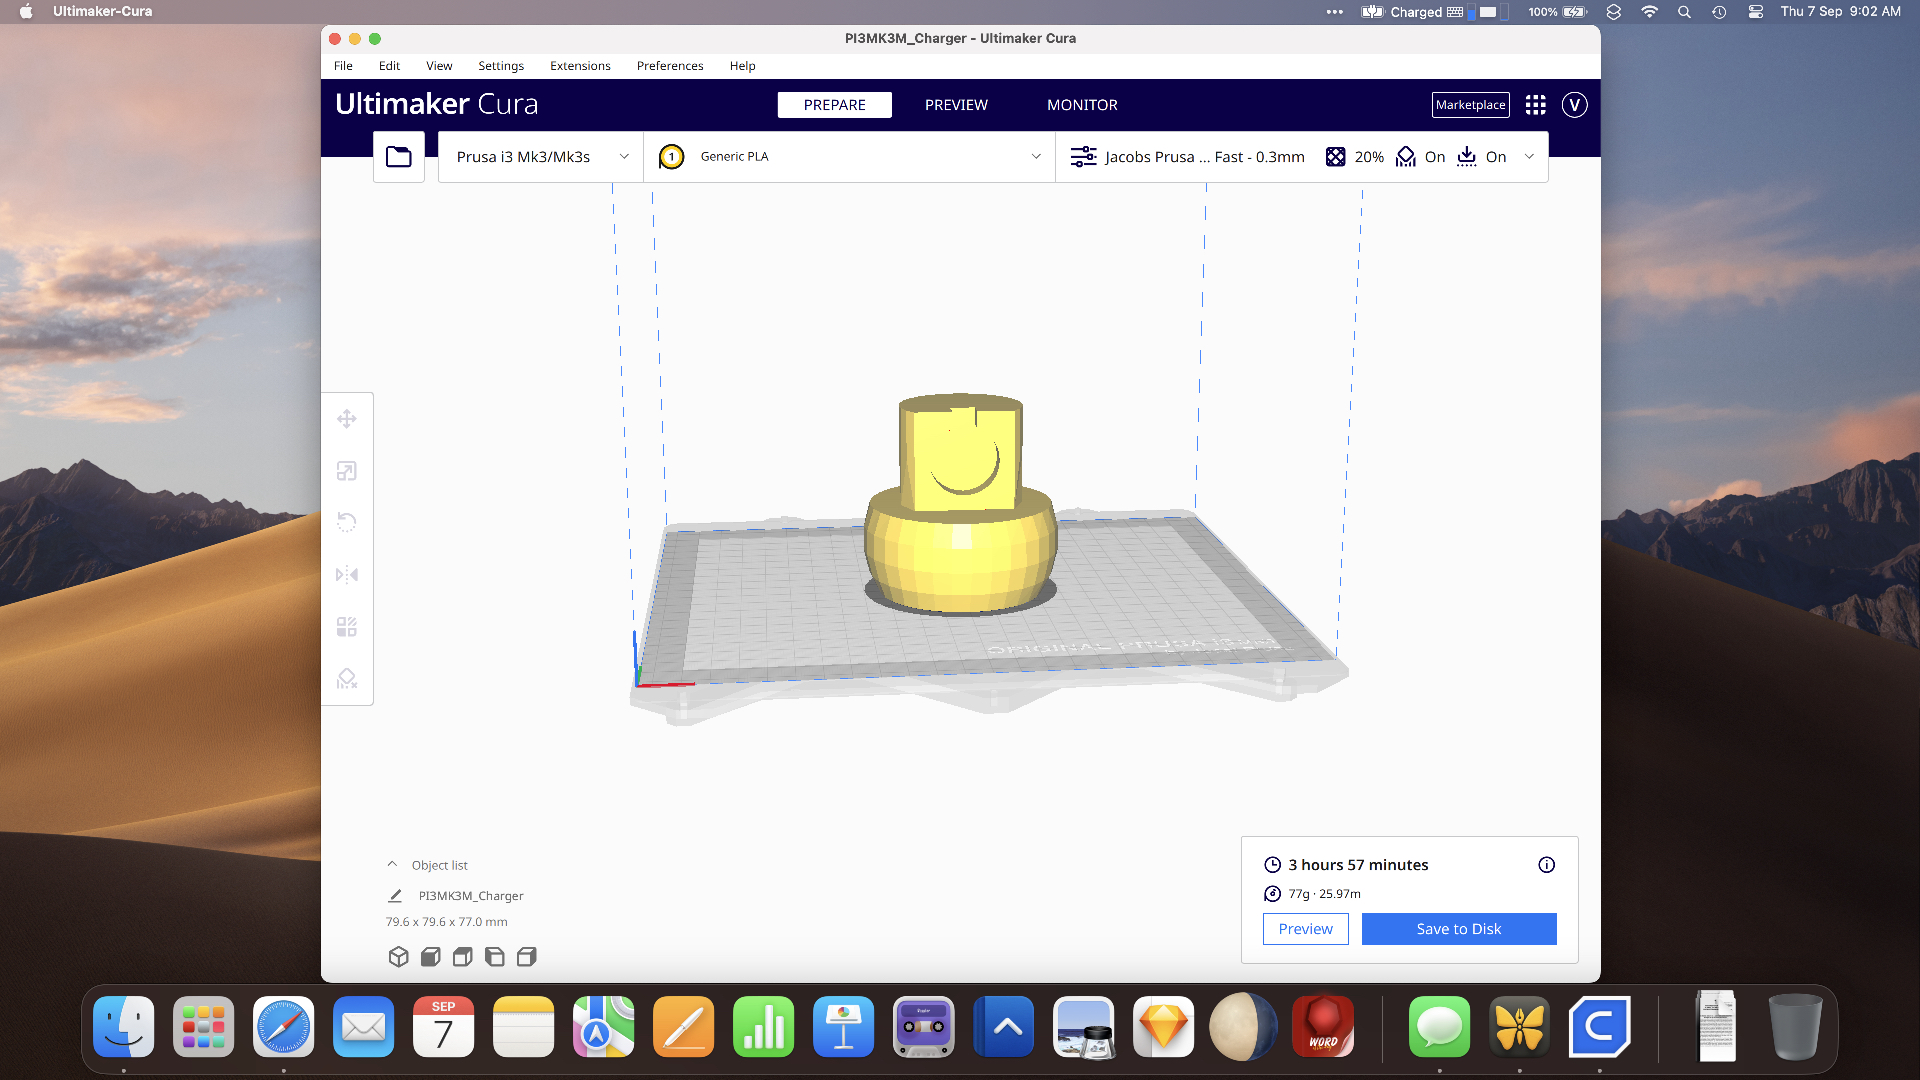 Ultimaker-Cura
Charged
100%
Thu 7 Sep 9:02 AM
PI3MK3M_Charger - Ultimaker Cura
File Edit View Settings Extensions Preferences Help
Ultimaker Cura
PREPARE
PREVIEW
MONITOR
Marketplace
V
Prusa i3 Mk3/Mk3s
1
Generic PLA
Jacobs Prusa ... Fast - 0.3mm
20%
On
On
ORIGINAL PRUSA i3
Object list
PI3MK3M_Charger
79.6 x 79.6 x 77.0 mm
3 hours 57 minutes
77g · 25.97m
Preview
Save to Disk
SEP
7
WORD